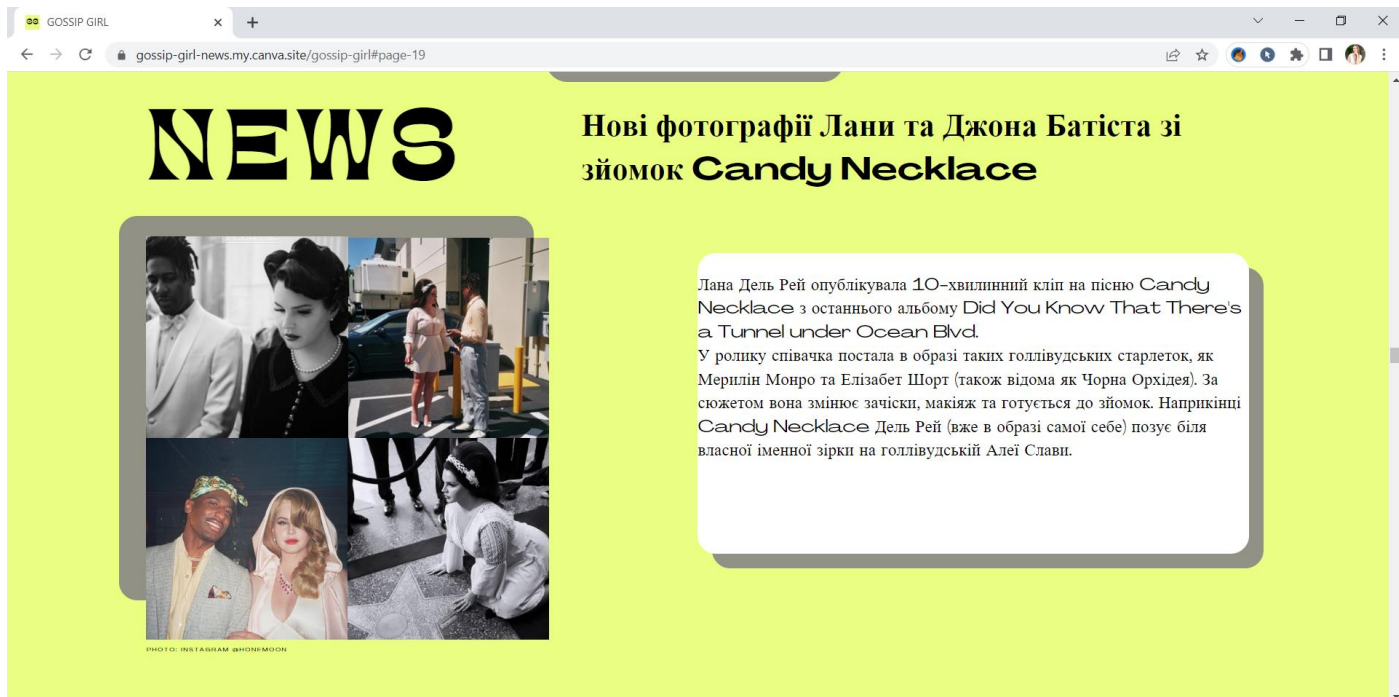 GOSSIP GIRL
gossip-girl-news.my.canva.site/gossip-girl#page-19
NEWS
Нові фотографії Лани та Джона Батіста зі
зйомок Candy Necklace
Лана Дель Рей опублікувала 10-хвилинний кліп на пісню Candy
Necklace з останнього альбому Did You Know That There's
a Tunnel under Ocean Blvd.
У ролику співачка постала в образі таких голлівудських старлеток, як
Мерилін Монро та Елізабет Шорт (також відома як Чорна Орхідея). За
сюжетом вона змінює зачіски, макіяж та готується до зйомок. Наприкінці
Candy Necklace Дель Рей (вже в образі самої себе) позує біля
власної іменної зірки на голлівудській Алеї Слави.
PHOTO: INSTAGRAM @HONEMOON